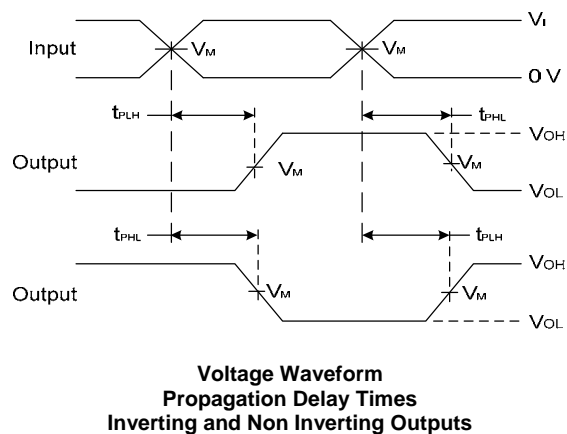 VI
Input VM VM
0 V
tPLH tPHL
VOH
Output VM VM
VOL
tPHL tPLH
VOH
Output VM VM
VOL
Voltage Waveform
Propagation Delay Times
Inverting and Non Inverting Outputs